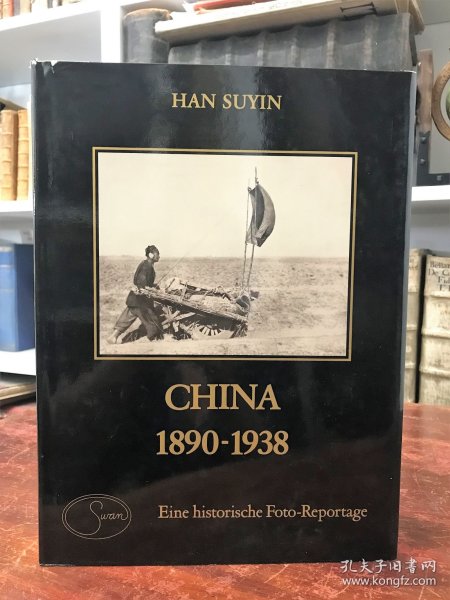 HAN SUYIN
CHINA
1890-1938
Swan
Eine historische Foto-Reportage
孔夫子旧书网
www.kongfz.com